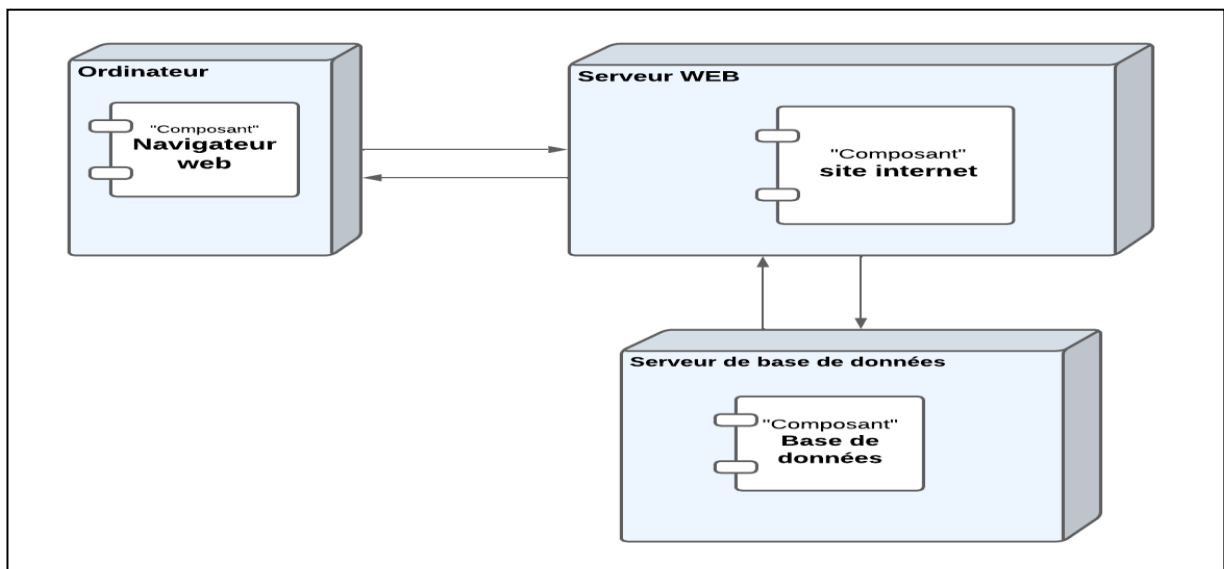 Ordinateur
"Composant"
Navigateur
web
Serveur WEB
"Composant"
site internet
Serveur de base de données
"Composant"
Base de
données